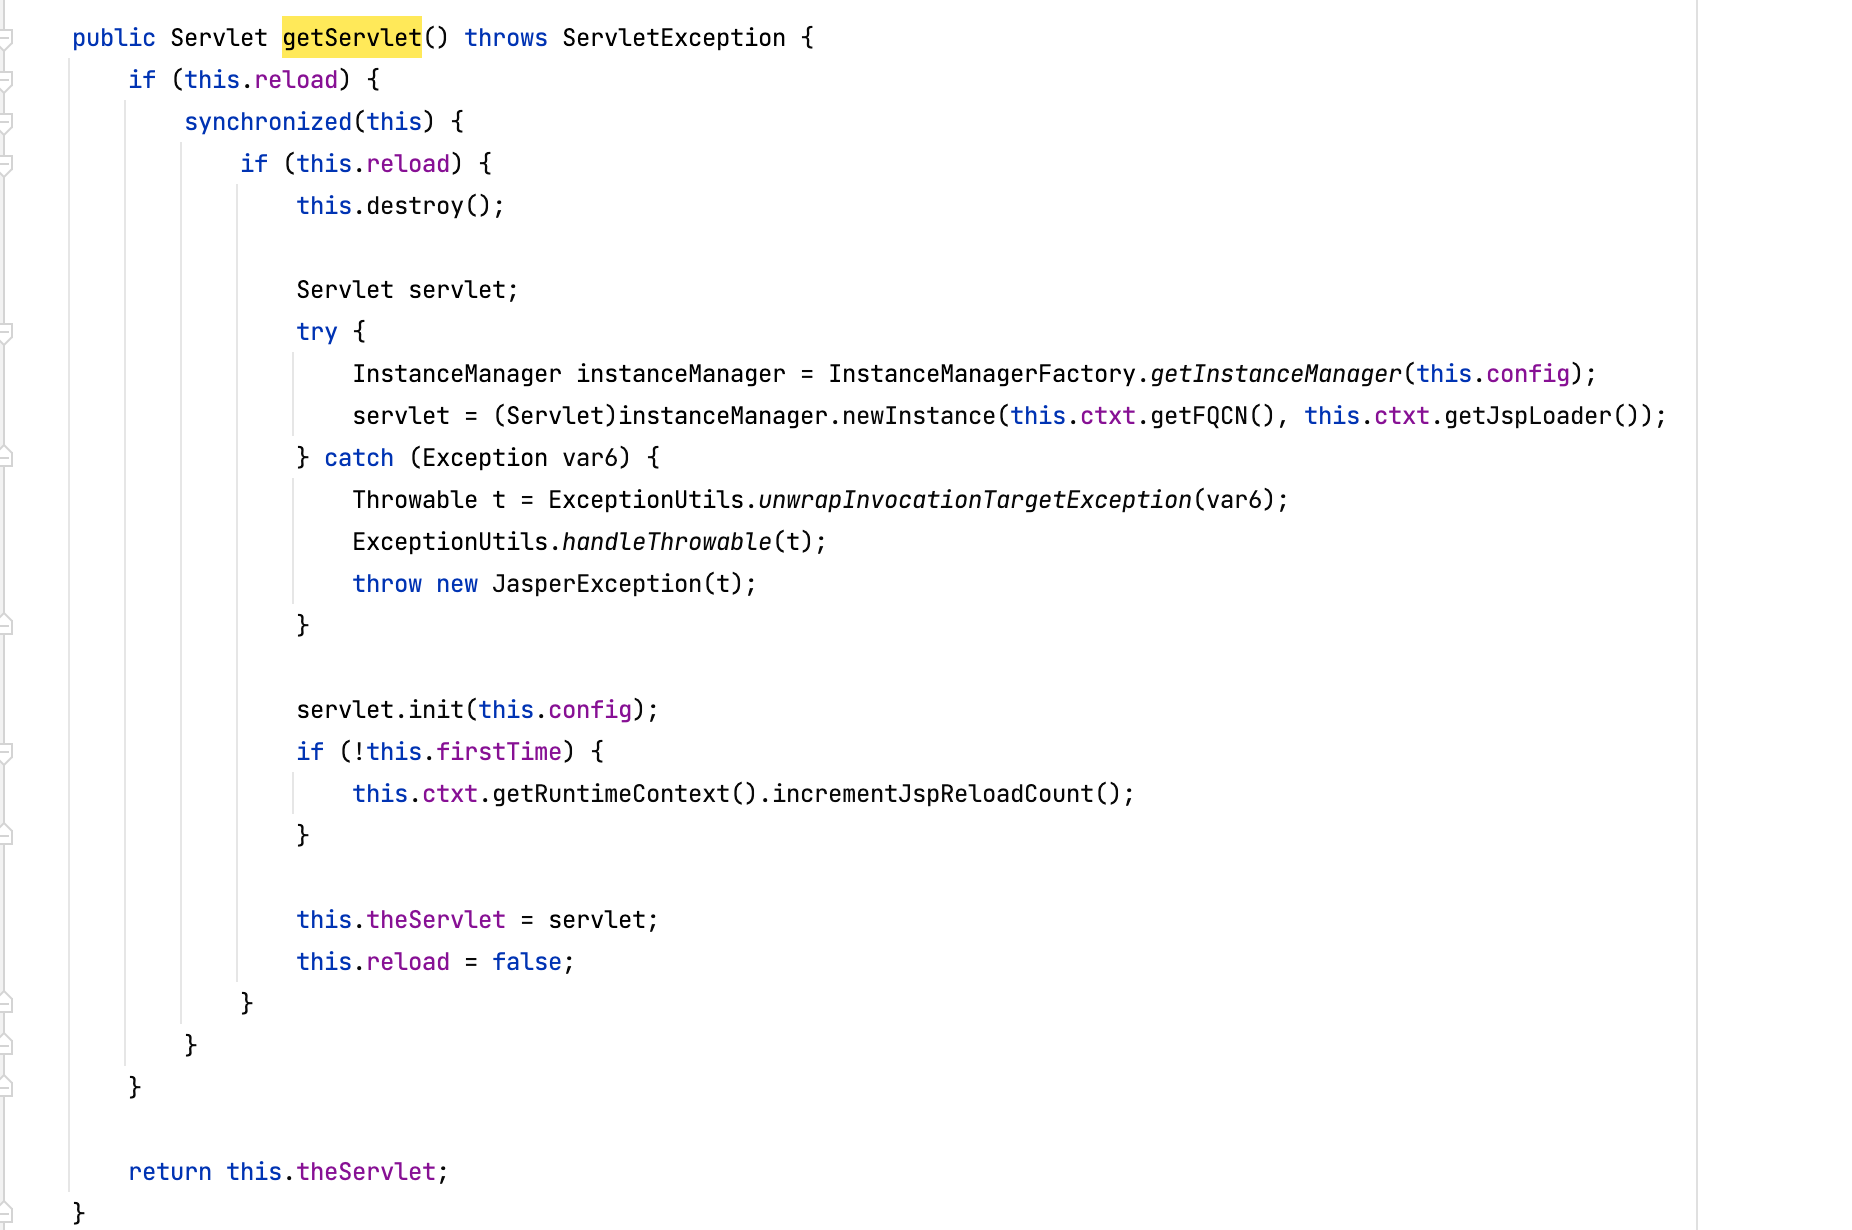 public Servlet getServlet() throws ServletException {
    if (this.reload) {
        synchronized(this) {
            if (this.reload) {
                this.destroy();

                Servlet servlet;
                try {
                    InstanceManager instanceManager = InstanceManagerFactory.getInstanceManager(this.config);
                    servlet = (Servlet)instanceManager.newInstance(this.ctxt.getFQCN(), this.ctxt.getJspLoader());
                } catch (Exception var6) {
                    Throwable t = ExceptionUtils.unwrapInvocationTargetException(var6);
                    ExceptionUtils.handleThrowable(t);
                    throw new JasperException(t);
                }

                servlet.init(this.config);
                if (!this.firstTime) {
                    this.ctxt.getRuntimeContext().incrementJspReloadCount();
                }

                this.theServlet = servlet;
                this.reload = false;
            }
        }
    }

    return this.theServlet;
}